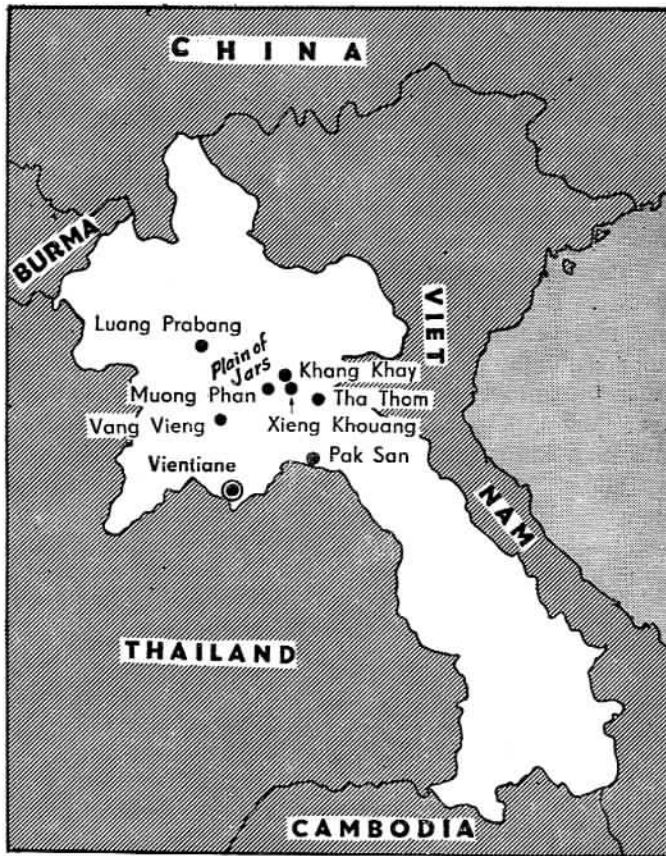 CHINA
BURMA
VIET
NAM
Luang Prabang
Plain of
Jars
Khang Khay
Muong Phan
Tha Thom
Vang Vieng
Xieng Khouang
Pak San
Vientiane
THAILAND
CAMBODIA